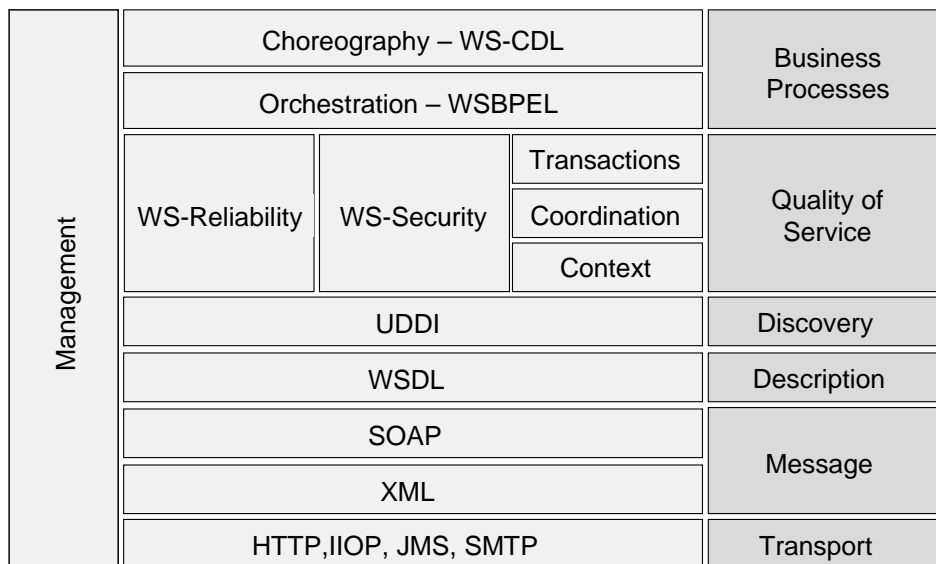 Management
Choreography – WS-CDL
Orchestration – WSBPEL
Business
Processes
WS-Reliability
WS-Security
Transactions
Coordination
Context
Quality of
Service
UDDI
Discovery
WSDL
Description
SOAP
XML
Message
HTTP,IIOP, JMS, SMTP
Transport